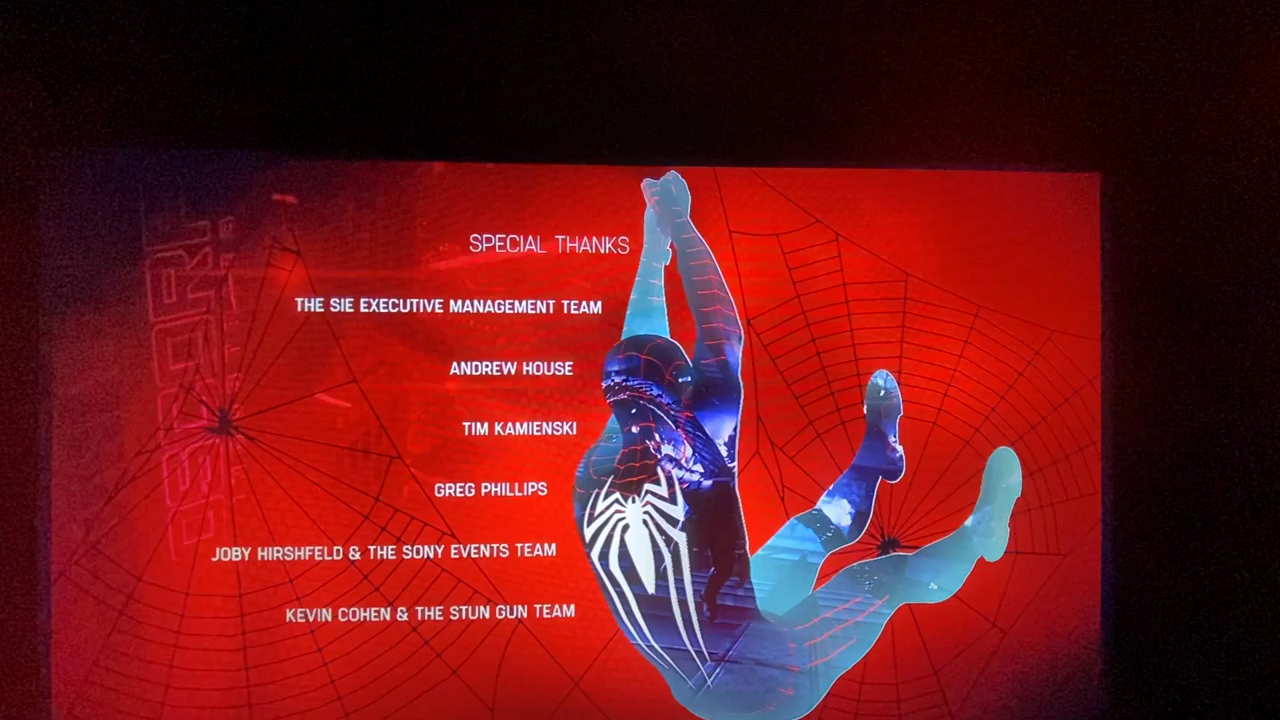 SPECIAL THANKS
THE SIE EXECUTIVE MANAGEMENT TEAM
ANDREW HOUSE
TIM KAMIENSKI
GREG PHILLIPS
JOBY HIRSHFELD & THE SONY EVENTS TEAM
KEVIN COHEN & THE STUN GUN TEAM